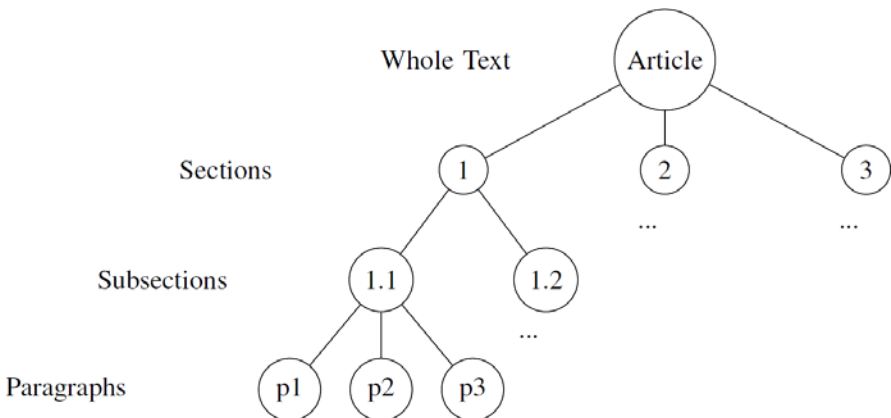 Whole Text Article
Sections 1 2 3
... ...
Subsections 1.1 1.2
...
Paragraphs p1 p2 p3